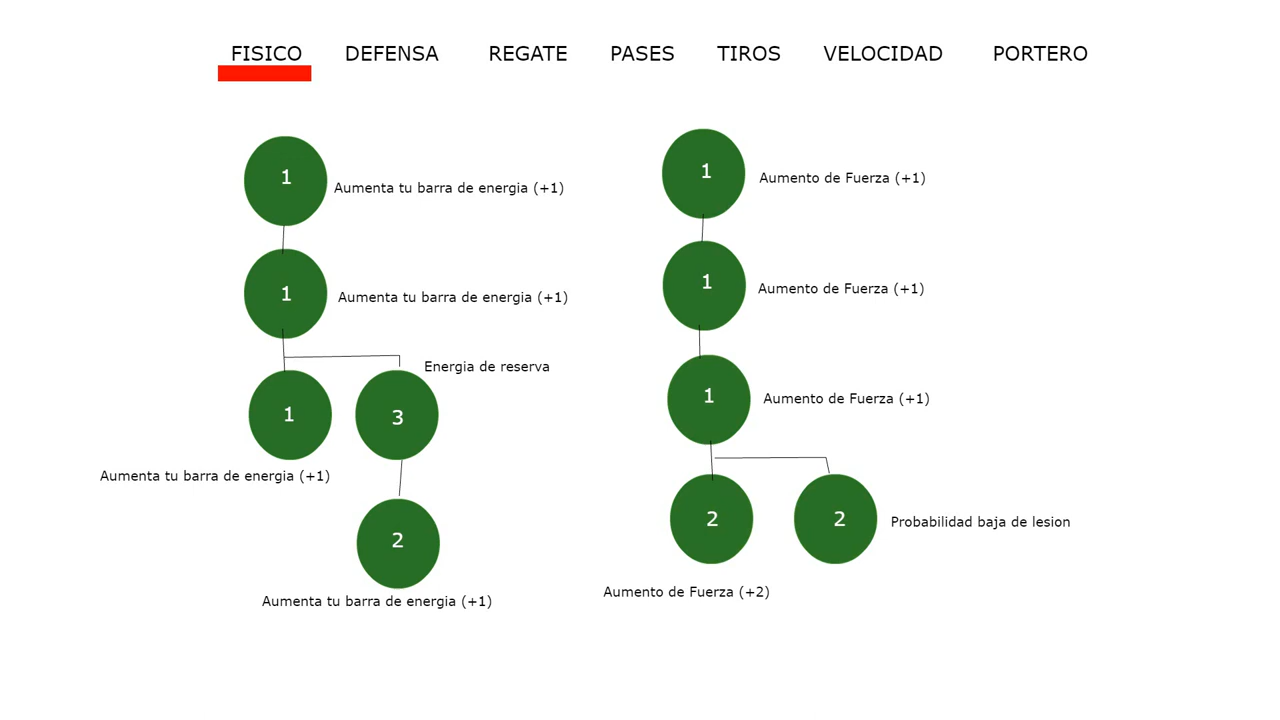 FISICO DEFENSA REGATE PASES TIROS VELOCIDAD PORTERO
1
Aumenta tu barra de energia (+1)
1
Aumenta tu barra de energia (+1)
Energia de reserva
1
3
Aumenta tu barra de energia (+1)
2
Aumenta tu barra de energia (+1)
1
Aumento de Fuerza (+1)
1
Aumento de Fuerza (+1)
1
Aumento de Fuerza (+1)
2
2
Probabilidad baja de lesion
Aumento de Fuerza (+2)